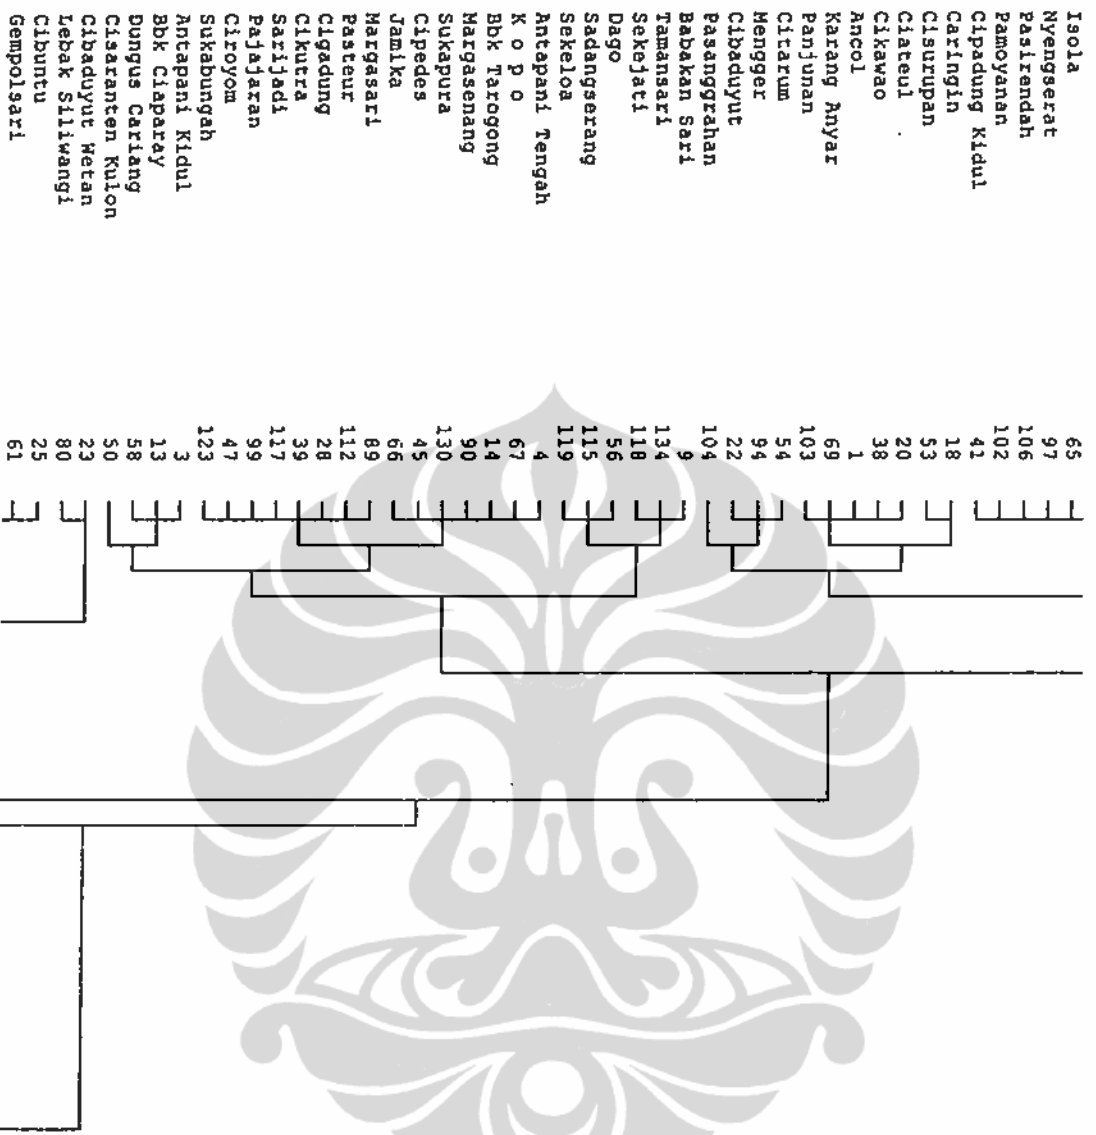 Isola 65
Nyengserat 97
Pasirendah 106
Pamoyanan 102
Cipadung Kidul 41
Caringin 18
Cisurupan 53
Ciateul 20
Cikawao 38
Ancol 1
Karang Anyar 69
Panjunan 103
Citarum 54
Mengger 94
Cibaduyut 22
Pasanggrahan 104
Babakan Sari 9
Tamansari 134
Sekejati 118
Dago 56
Sadangserang 115
Sekeloa 119
Antapani Tengah 4
K o p o 67
Bbk Tarogong 14
Margasenang 90
Sukapura 130
Cipedes 45
Jamika 66
Margasari 89
Pasteur 112
Cigadung 28
Cikutra 39
Sarijadi 117
Pajajaran 99
Ciroyom 47
Sukabungah 123
Antapani Kidul 3
Bbk Ciaparay 13
Dungus Cariang 58
Cisaranten Kulon 50
Cibaduyut Wetan 23
Lebak Siliwangi 80
Cibuntu 25
Gempolsari 61